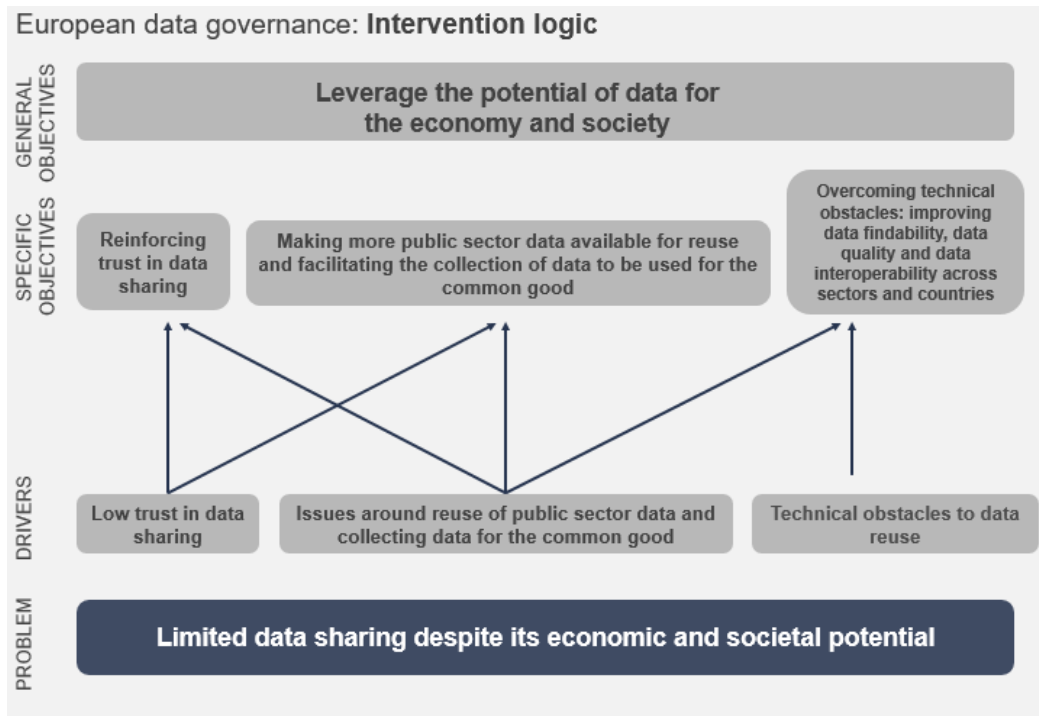 European data governance: Intervention logic
GENERAL
OBJECTIVES
Leverage the potential of data for
the economy and society
SPECIFIC
OBJECTIVES
Reinforcing
trust in data
sharing
Making more public sector data available for reuse
and facilitating the collection of data to be used for the
common good
Overcoming technical
obstacles: improving
data findability, data
quality and data
interoperability across
sectors and countries
DRIVERS
Low trust in data
sharing
Issues around reuse of public sector data and
collecting data for the common good
Technical obstacles to data
reuse
PROBLEM
Limited data sharing despite its economic and societal potential